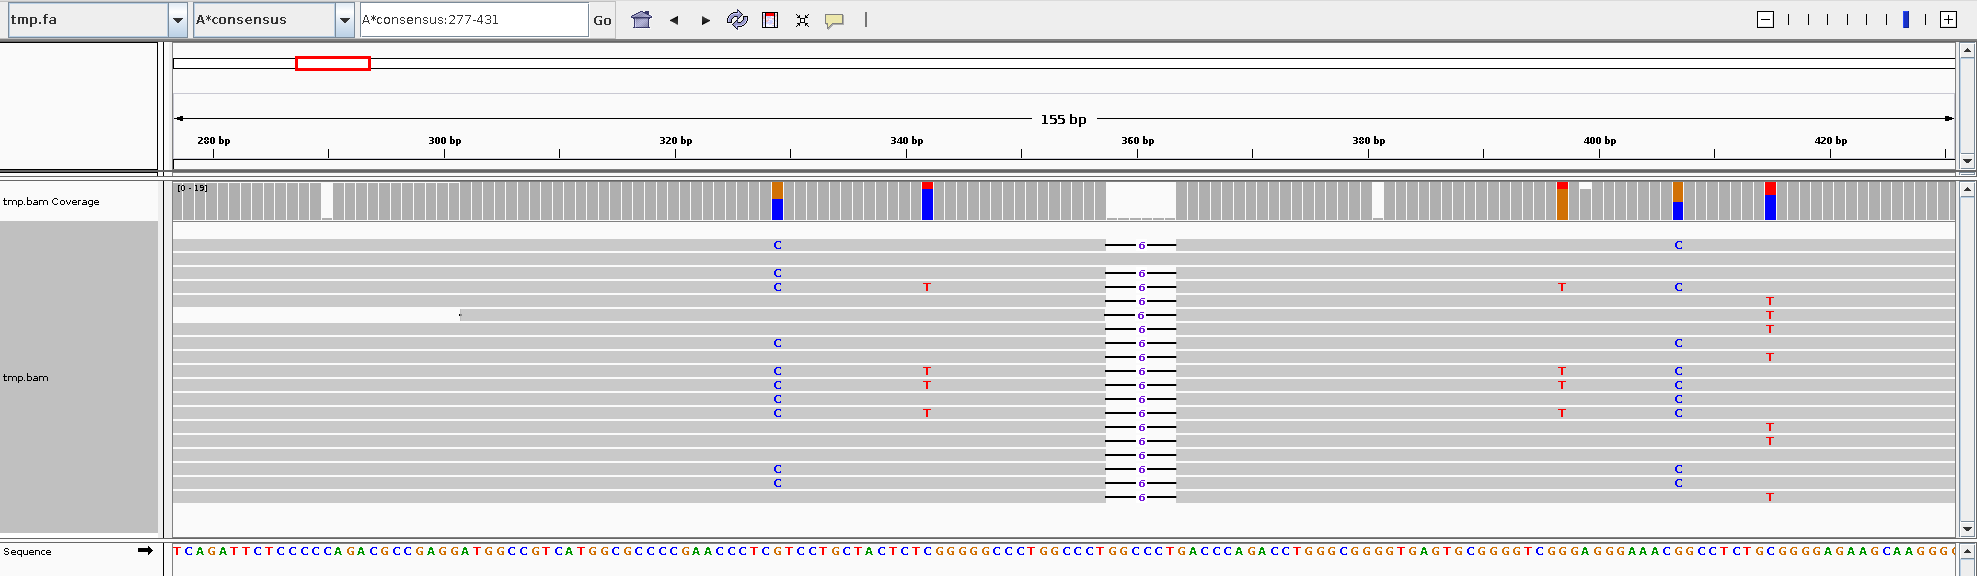 tmp.fa A*consensus A*consensus:277-431 Go
155 bp
280 bp 300 bp 320 bp 340 bp 360 bp 380 bp 400 bp 420 bp
[0 - 19]
tmp.bam Coverage
C 6 C
C 6
C T 6 T C
6 T
6 T
6 T
C 6 C
6 T
tmp.bam
C T 6 T C
C T 6 T C
C 6 C
C T 6 T C
6 T
6 T
6
C 6 C
C 6 C
6 T
Sequence TCAGATTCTCCCCCAGACGCCGAGGATGGCCGTCATGGCGCCCCGAACCCTCGTCCTGCTACTCTCGGGGGCCCTGGCCCTGGCCCTGACCCAGACCTGGGCGGGGTGAGTGCGGGGTCGGGAGGGAAACGGCCTCTGCGGGGAGAAGCAAGGGG